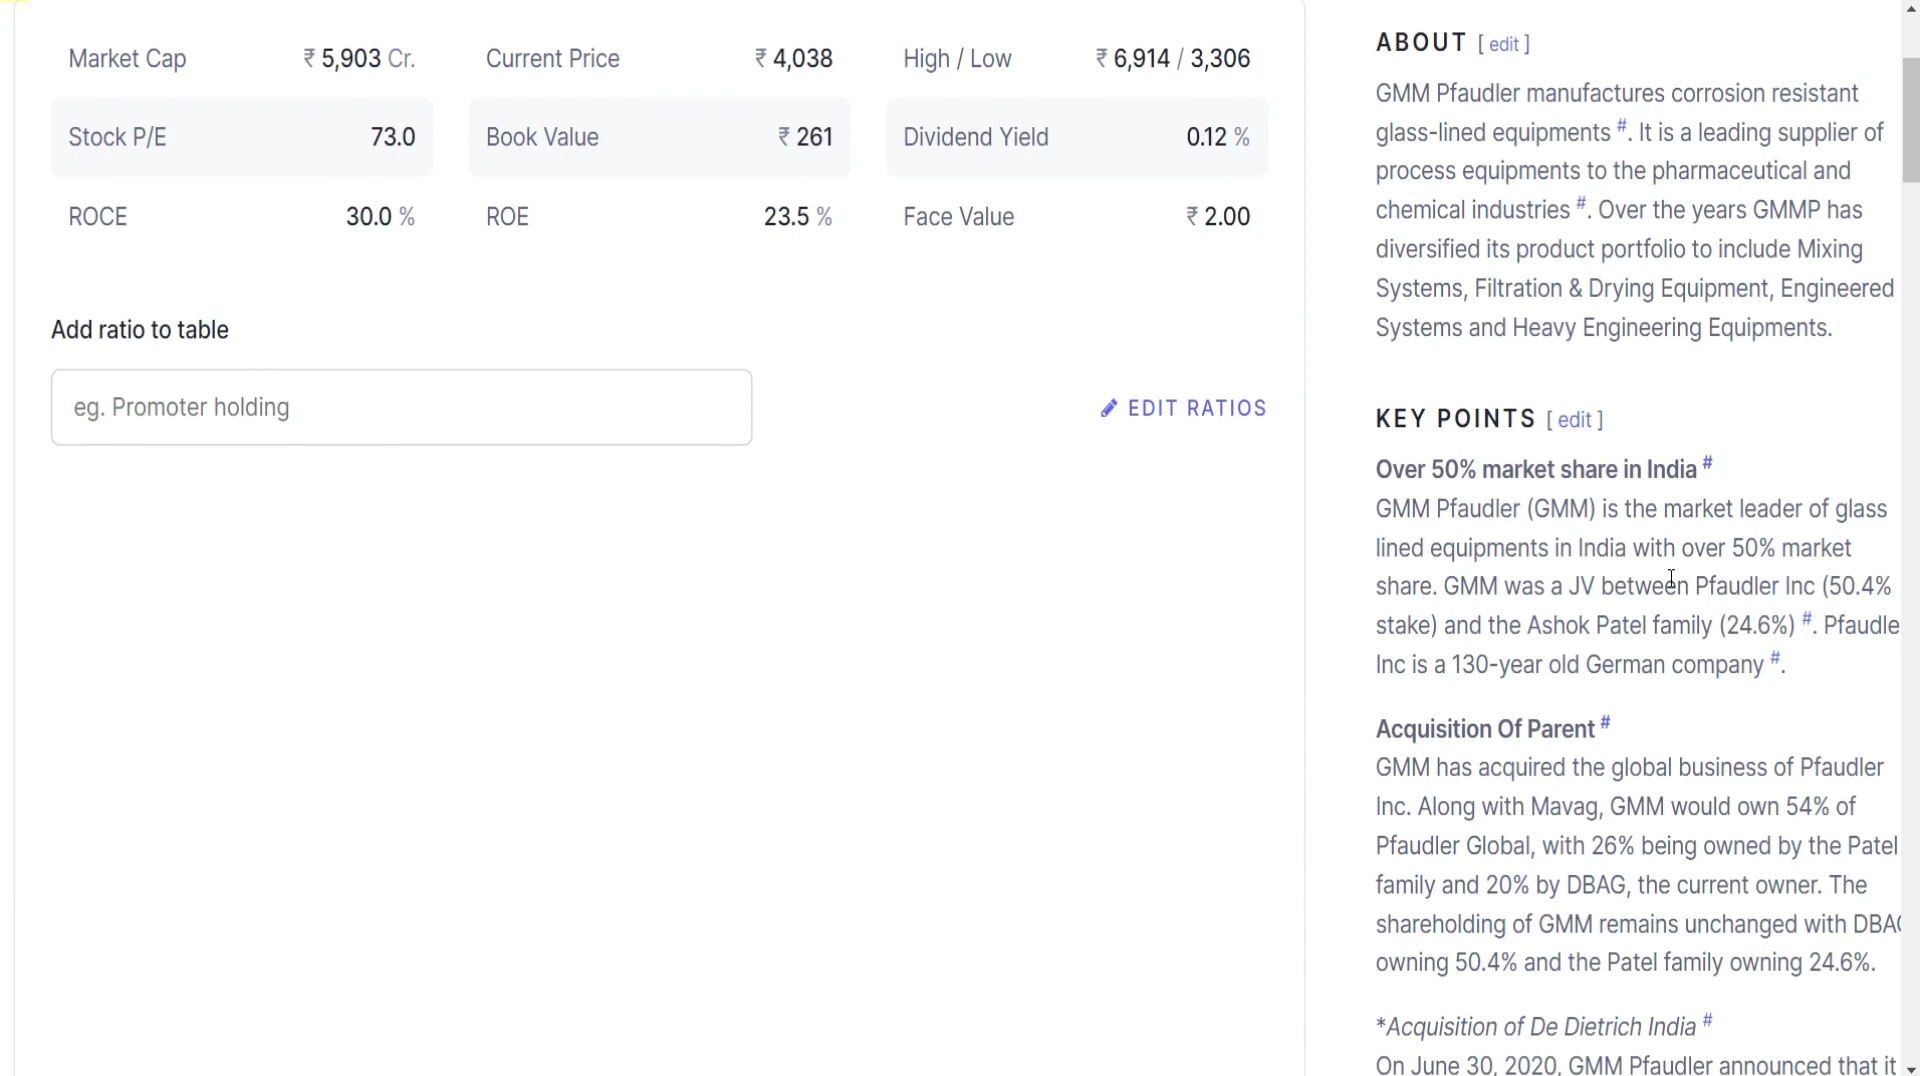 Market Cap ₹ 5,903 Cr. Current Price ₹ 4,038 High / Low ₹ 6,914 / 3,306
Stock P/E 73.0 Book Value ₹ 261 Dividend Yield 0.12 %
ROCE 30.0 % ROE 23.5 % Face Value ₹ 2.00
Add ratio to table
eg. Promoter holding
EDIT RATIOS
ABOUT [ edit ]
GMM Pfaudler manufactures corrosion resistant
glass-lined equipments #. It is a leading supplier of
process equipments to the pharmaceutical and
chemical industries #. Over the years GMMP has
diversified its product portfolio to include Mixing
Systems, Filtration & Drying Equipment, Engineered
Systems and Heavy Engineering Equipments.
KEY POINTS [ edit ]
Over 50% market share in India #
GMM Pfaudler (GMM) is the market leader of glass
lined equipments in India with over 50% market
share. GMM was a JV between Pfaudler Inc (50.4%
stake) and the Ashok Patel family (24.6%) #. Pfaudle
Inc is a 130-year old German company #.
Acquisition Of Parent #
GMM has acquired the global business of Pfaudler
Inc. Along with Mavag, GMM would own 54% of
Pfaudler Global, with 26% being owned by the Patel
family and 20% by DBAG, the current owner. The
shareholding of GMM remains unchanged with DBAG
owning 50.4% and the Patel family owning 24.6%.
*Acquisition of De Dietrich India #
On June 30, 2020, GMM Pfaudler announced that it